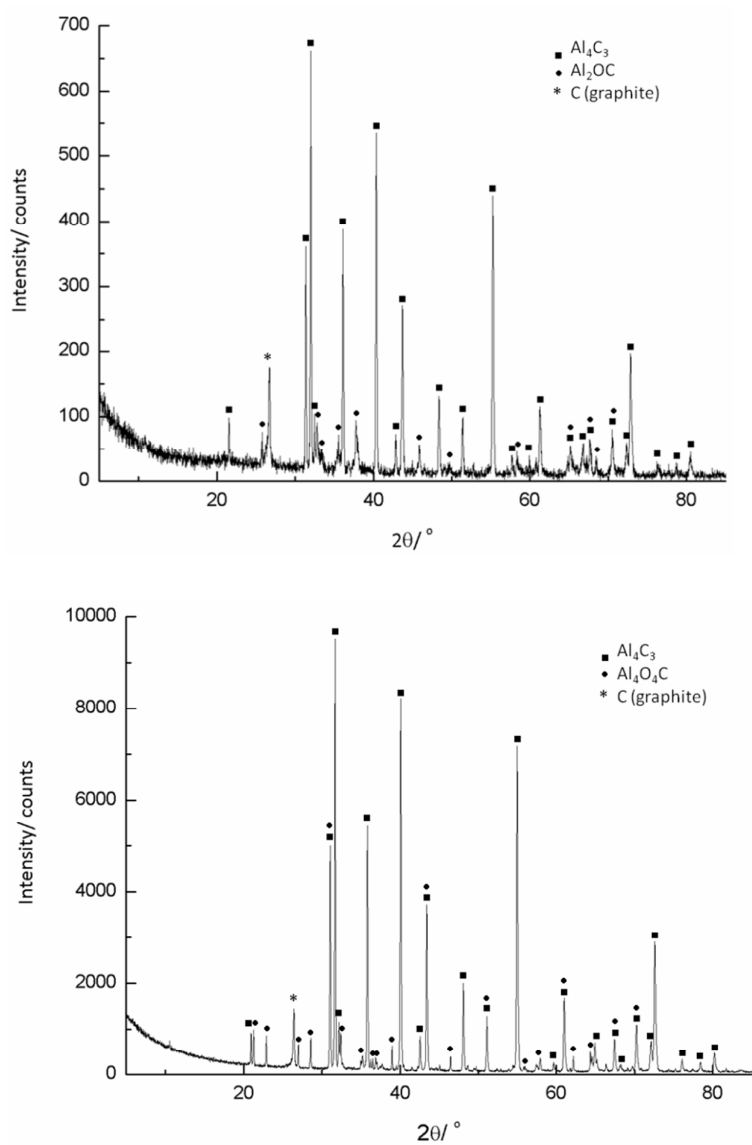 700
600
500
400
300
200
100
0
Intensity/ counts
■ Al₄C₃
● Al₂OC
* C (graphite)
*
20 40 60 80
2θ/ °
10000
8000
6000
4000
2000
0
Intensity/ counts
■ Al₄C₃
● Al₄O₄C
* C (graphite)
*
20 40 60 80
2θ/ °